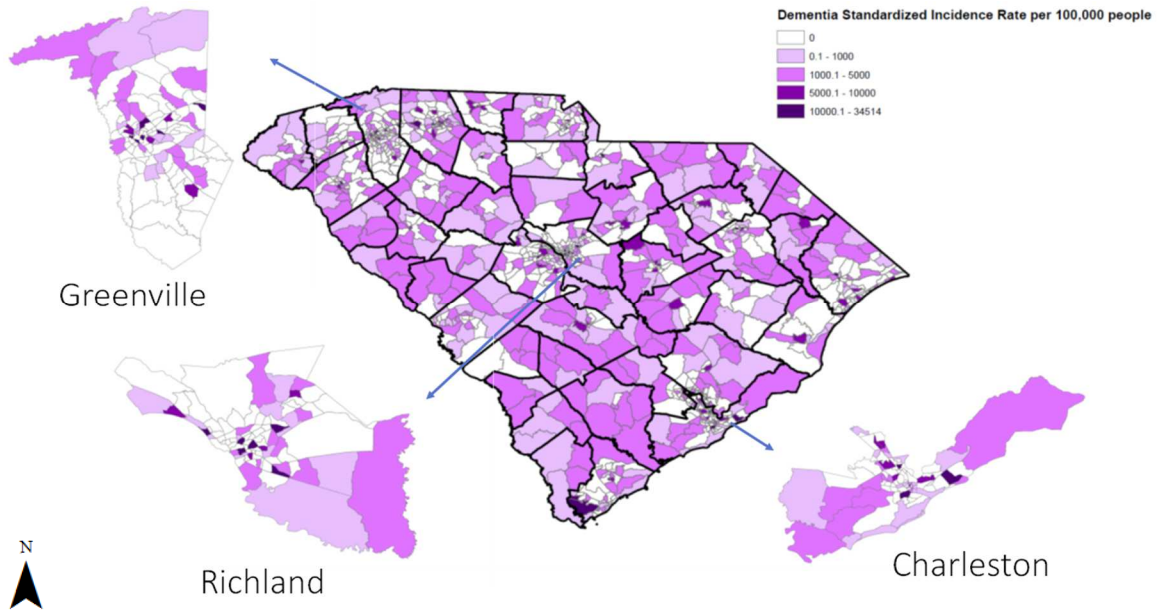 Dementia Standardized Incidence Rate per 100,000 people
0
0.1 - 1000
1000.1 - 5000
5000.1 - 10000
10000.1 - 34514
Greenville
Richland
Charleston
N